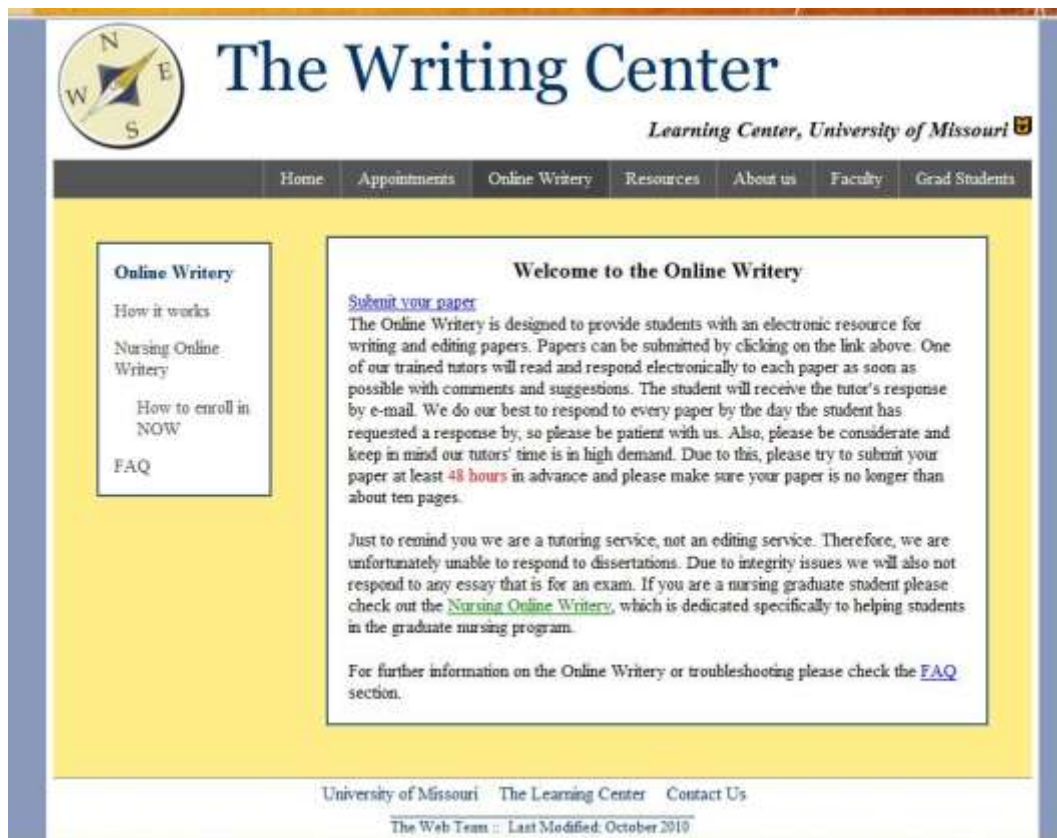 N
E
W
S
The Writing Center
Learning Center, University of Missouri
Home Appointments Online Writery Resources About us Faculty Grad Students
Online Writery
How it works
Nursing Online
Writery
How to enroll in
NOW
FAQ
Welcome to the Online Writery
Submit your paper
The Online Writery is designed to provide students with an electronic resource for
writing and editing papers. Papers can be submitted by clicking on the link above. One
of our trained tutors will read and respond electronically to each paper as soon as
possible with comments and suggestions. The student will receive the tutor's response
by e-mail. We do our best to respond to every paper by the day the student has
requested a response by, so please be patient with us. Also, please be considerate and
keep in mind our tutors' time is in high demand. Due to this, please try to submit your
paper at least 48 hours in advance and please make sure your paper is no longer than
about ten pages.
Just to remind you we are a tutoring service, not an editing service. Therefore, we are
unfortunately unable to respond to dissertations. Due to integrity issues we will also not
respond to any essay that is for an exam. If you are a nursing graduate student please
check out the Nursing Online Writery, which is dedicated specifically to helping students
in the graduate nursing program.
For further information on the Online Writery or troubleshooting please check the FAQ
section.
University of Missouri The Learning Center Contact Us
The Web Team :: Last Modified: October 2010